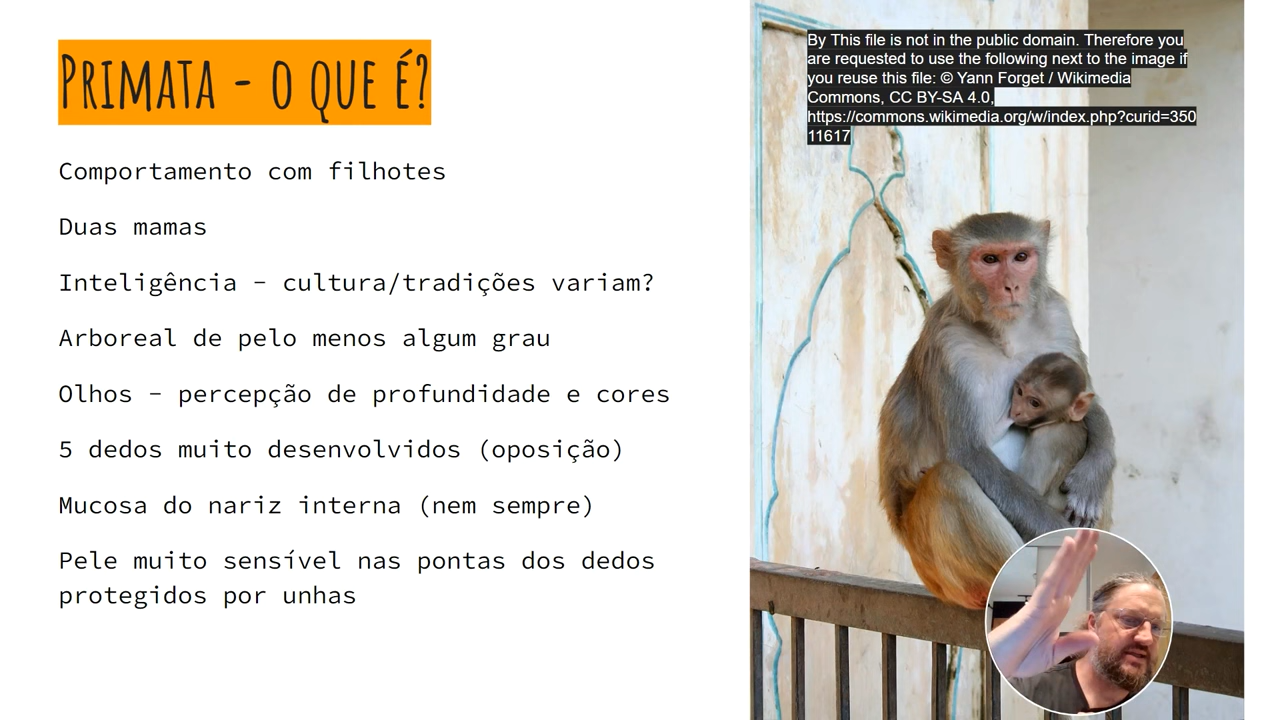 Primata - o que é?
Comportamento com filhotes
Duas mamas
Inteligência - cultura/tradições variam?
Arboreal de pelo menos algum grau
Olhos - percepção de profundidade e cores
5 dedos muito desenvolvidos (oposição)
Mucosa do nariz interna (nem sempre)
Pele muito sensível nas pontas dos dedos
protegidos por unhas
By This file is not in the public domain. Therefore you
are requested to use the following next to the image if
you reuse this file: © Yann Forget / Wikimedia
Commons, CC BY-SA 4.0,
https://commons.wikimedia.org/w/index.php?curid=350
11617